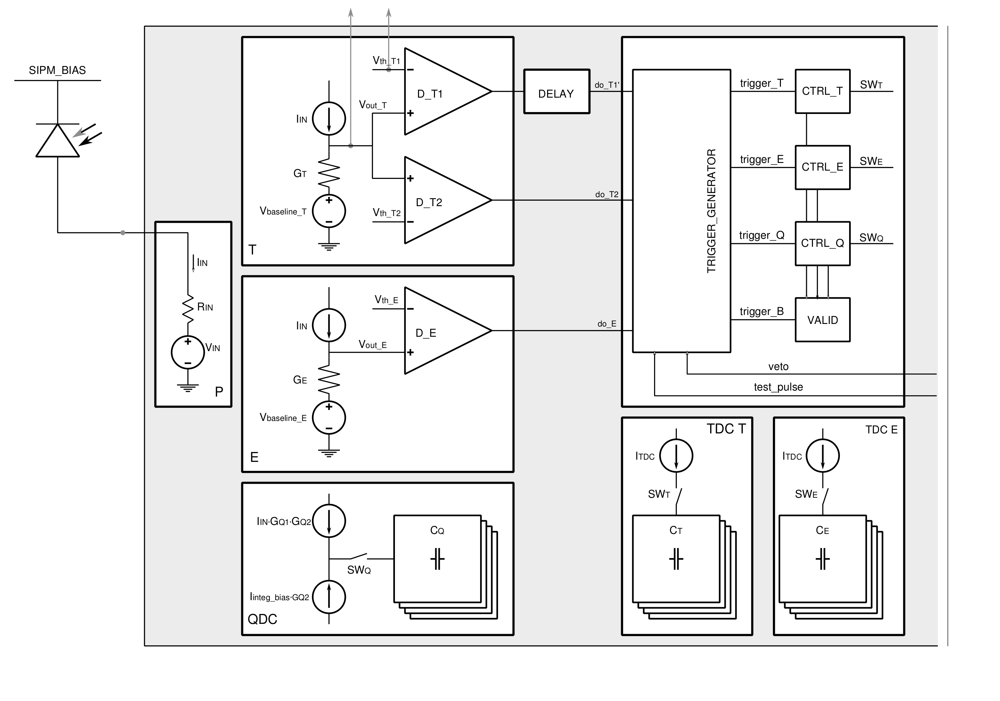 SIPM_BIAS
IIN
RIN
VIN
P
Vth_T1
D_T1
Vout_T
IIN
GT
Vbaseline_T
Vth_T2
D_T2
T
DELAY
do_T1'
do_T2
Vth_E
D_E
IIN
Vout_E
GE
Vbaseline_E
E
do_E
IIN·GQ1·GQ2
SWQ
CQ
Iinteg_bias·GQ2
QDC
TRIGGER_GENERATOR
trigger_T
CTRL_T
SWT
trigger_E
CTRL_E
SWE
trigger_Q
CTRL_Q
SWQ
trigger_B
VALID
veto
test_pulse
TDC T
ITDC
SWT
CT
TDC E
ITDC
SWE
CE